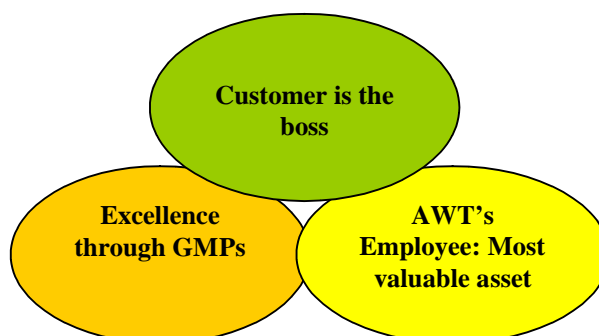 Customer is the
boss
Excellence
through GMPs
AWT’s
Employee: Most
valuable asset